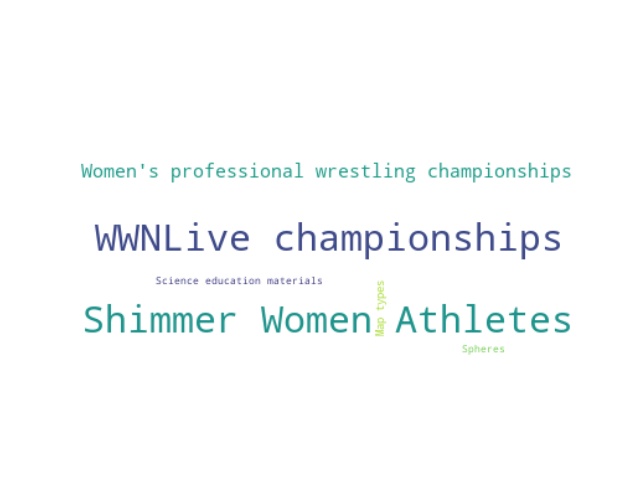 Women's professional wrestling championships
WWNLive championships
Science education materials
Map types
Shimmer Women Athletes
Spheres